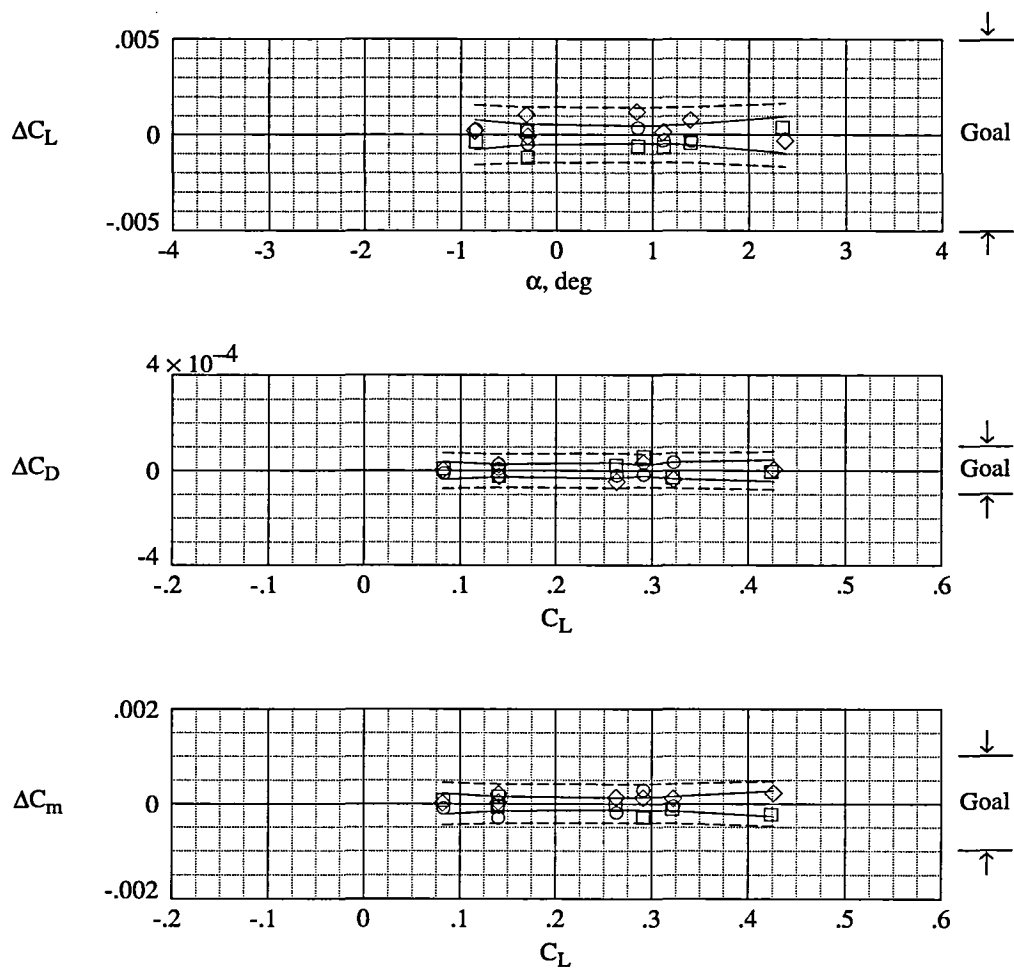 .005
ΔC_L
0
Goal
-.005
-4 -3 -2 -1 0 1 2 3 4
α, deg
4 × 10⁻⁴
ΔC_D
0
Goal
-4
-.2 -.1 0 .1 .2 .3 .4 .5 .6
C_L
.002
ΔC_m
0
Goal
-.002
-.2 -.1 0 .1 .2 .3 .4 .5 .6
C_L